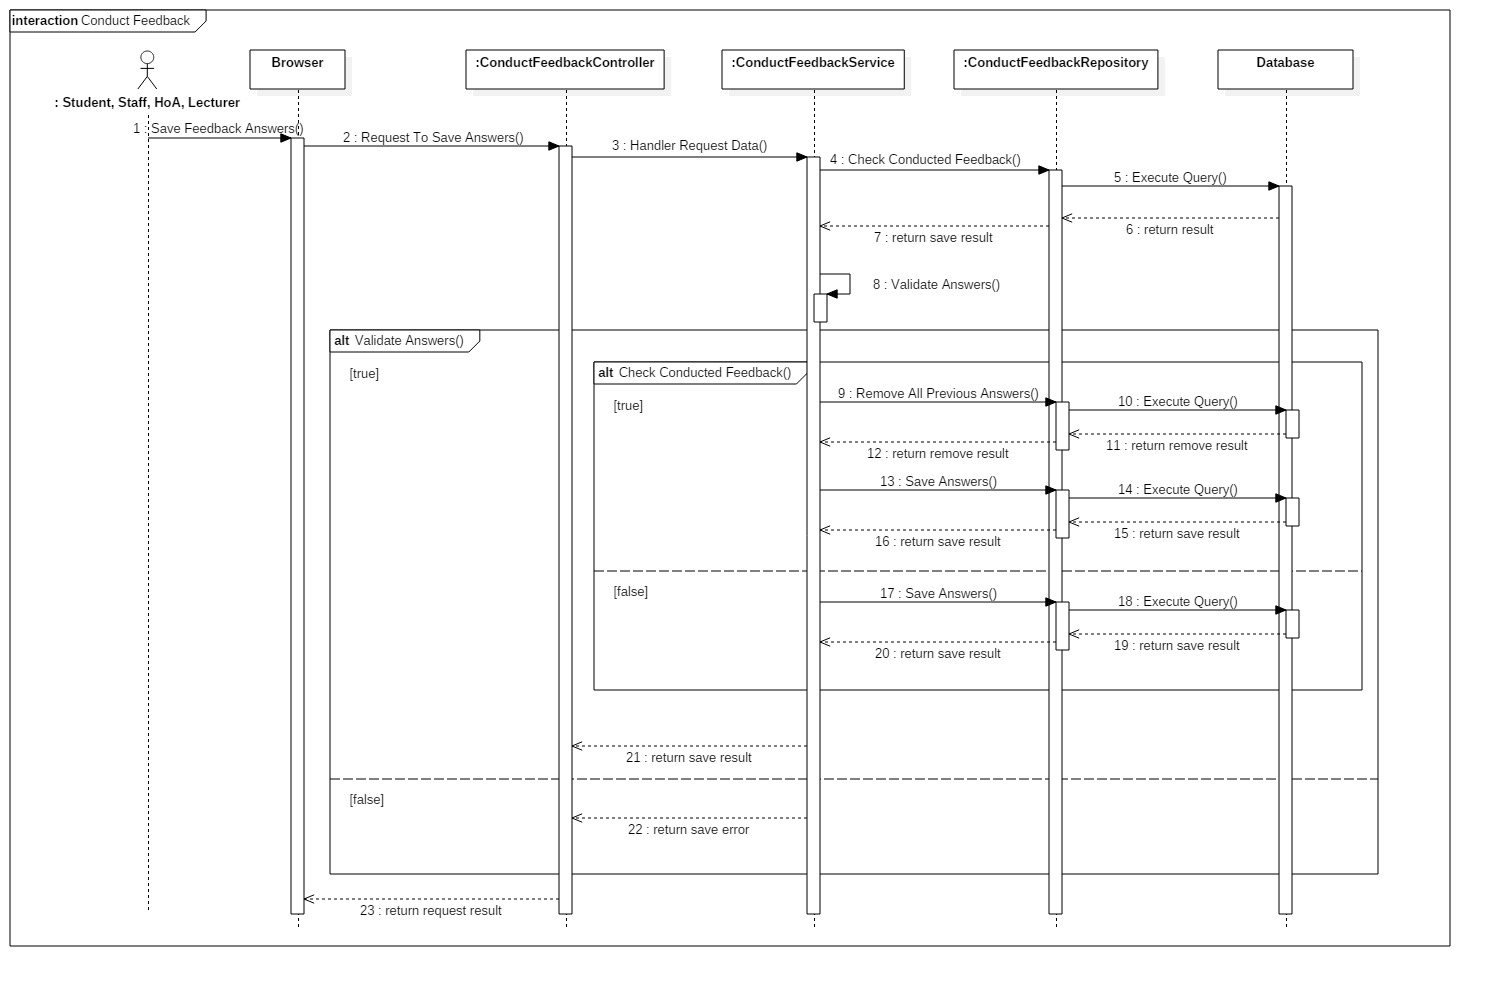 interaction Conduct Feedback
Browser
:ConductFeedbackController
:ConductFeedbackService
:ConductFeedbackRepository
Database
: Student, Staff, HoA, Lecturer
1 : Save Feedback Answers()
2 : Request To Save Answers()
3 : Handler Request Data()
4 : Check Conducted Feedback()
5 : Execute Query()
6 : return result
7 : return save result
8 : Validate Answers()
alt Validate Answers()
[true]
alt Check Conducted Feedback()
[true]
9 : Remove All Previous Answers()
10 : Execute Query()
11 : return remove result
12 : return remove result
13 : Save Answers()
14 : Execute Query()
15 : return save result
16 : return save result
[false]
17 : Save Answers()
18 : Execute Query()
19 : return save result
20 : return save result
21 : return save result
[false]
22 : return save error
23 : return request result